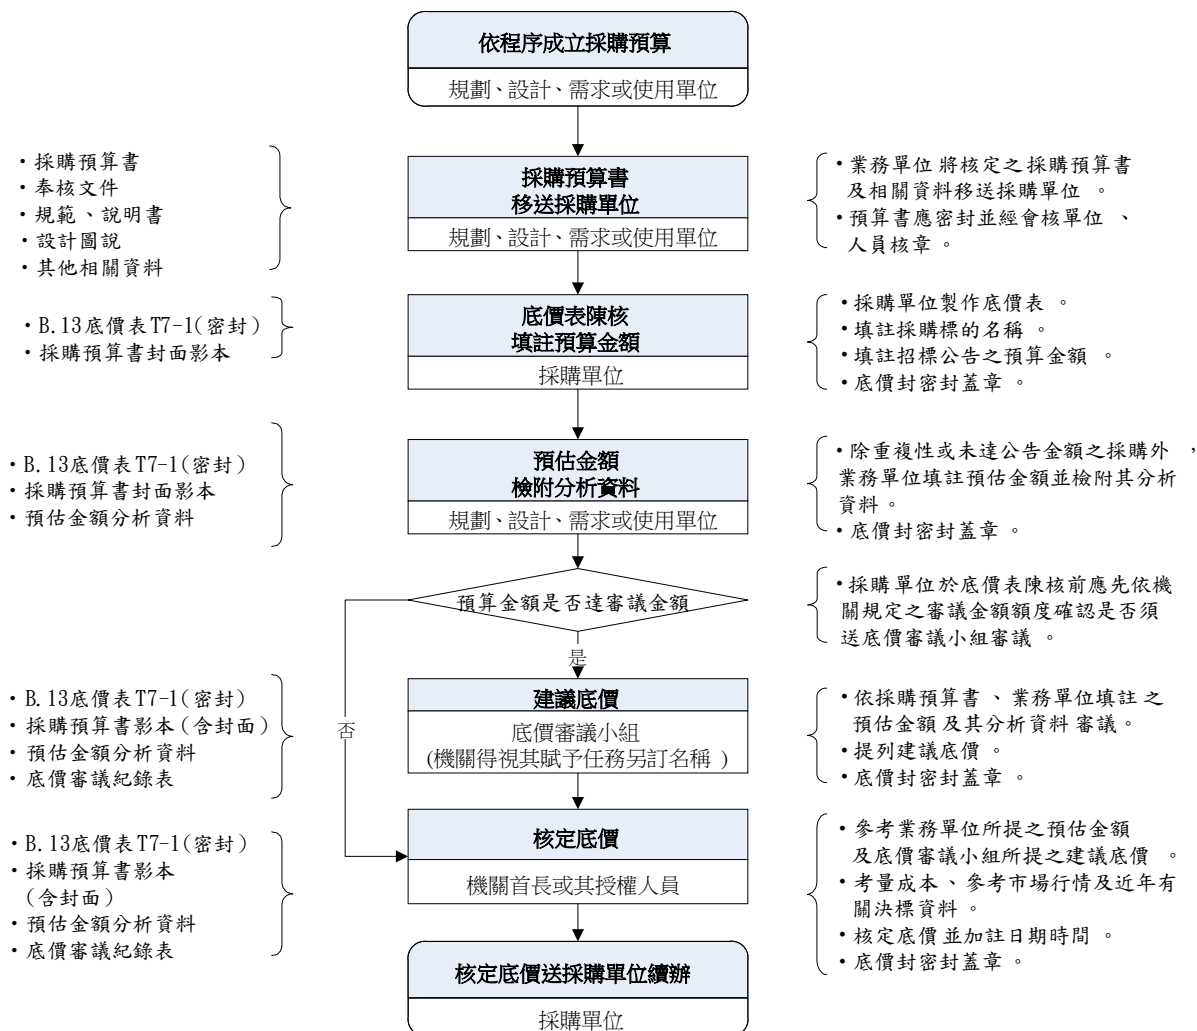 依程序成立採購預算
規劃、設計、需求或使用單位
・採購預算書
・奉核文件
・規範、說明書
・設計圖說
・其他相關資料
採購預算書
移送採購單位
規劃、設計、需求或使用單位
・業務單位將核定之採購預算書
及相關資料移送採購單位。
・預算書應密封並經會核單位、
人員核章。
・B.13底價表T7-1(密封)
・採購預算書封面影本
底價表陳核
填註預算金額
採購單位
・採購單位製作底價表。
・填註採購標的名稱。
・填註招標公告之預算金額。
・底價封密封蓋章。
・B.13底價表T7-1(密封)
・採購預算書封面影本
・預估金額分析資料
預估金額
檢附分析資料
規劃、設計、需求或使用單位
・除重複性或未達公告金額之採購外，
業務單位填註預估金額並檢附其分析
資料。
・底價封密封蓋章。
預算金額是否達審議金額
是
否
・採購單位於底價表陳核前應先依機
關規定之審議金額額度確認是否須
送底價審議小組審議。
・B.13底價表T7-1(密封)
・採購預算書影本(含封面)
・預估金額分析資料
・底價審議紀錄表
建議底價
底價審議小組
(機關得視其賦予任務另訂名稱)
・依採購預算書、業務單位填註之
預估金額及其分析資料審議。
・提列建議底價。
・底價封密封蓋章。
・B.13底價表T7-1(密封)
・採購預算書影本
(含封面)
・預估金額分析資料
・底價審議紀錄表
核定底價
機關首長或其授權人員
・參考業務單位所提之預估金額
及底價審議小組所提之建議底價。
・考量成本、參考市場行情及近年有
關決標資料。
・核定底價並加註日期時間。
・底價封密封蓋章。
核定底價送採購單位續辦
採購單位